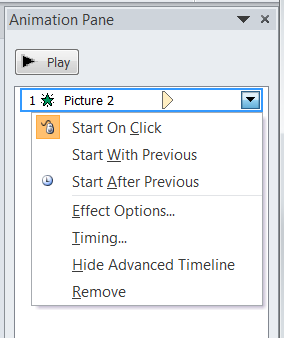 Animation Pane
Play
1 Picture 2
Start On Click
Start With Previous
Start After Previous
Effect Options...
Timing...
Hide Advanced Timeline
Remove